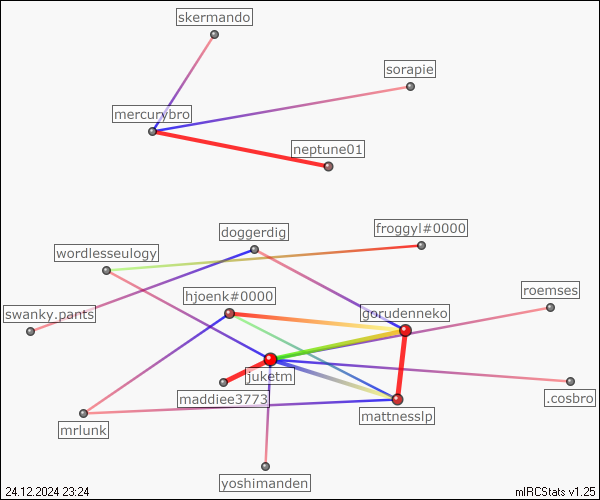 skermando
sorapie
mercurybro
neptune01
froggyl#0000
doggerdig
wordlesseulogy
roemses
hjoenk#0000
swanky.pants
gorudenneko
juketm
maddiee3773
.cosbro
mattnesslp
mrlunk
yoshimanden
24.12.2024 23:24
mIRCStats v1.25